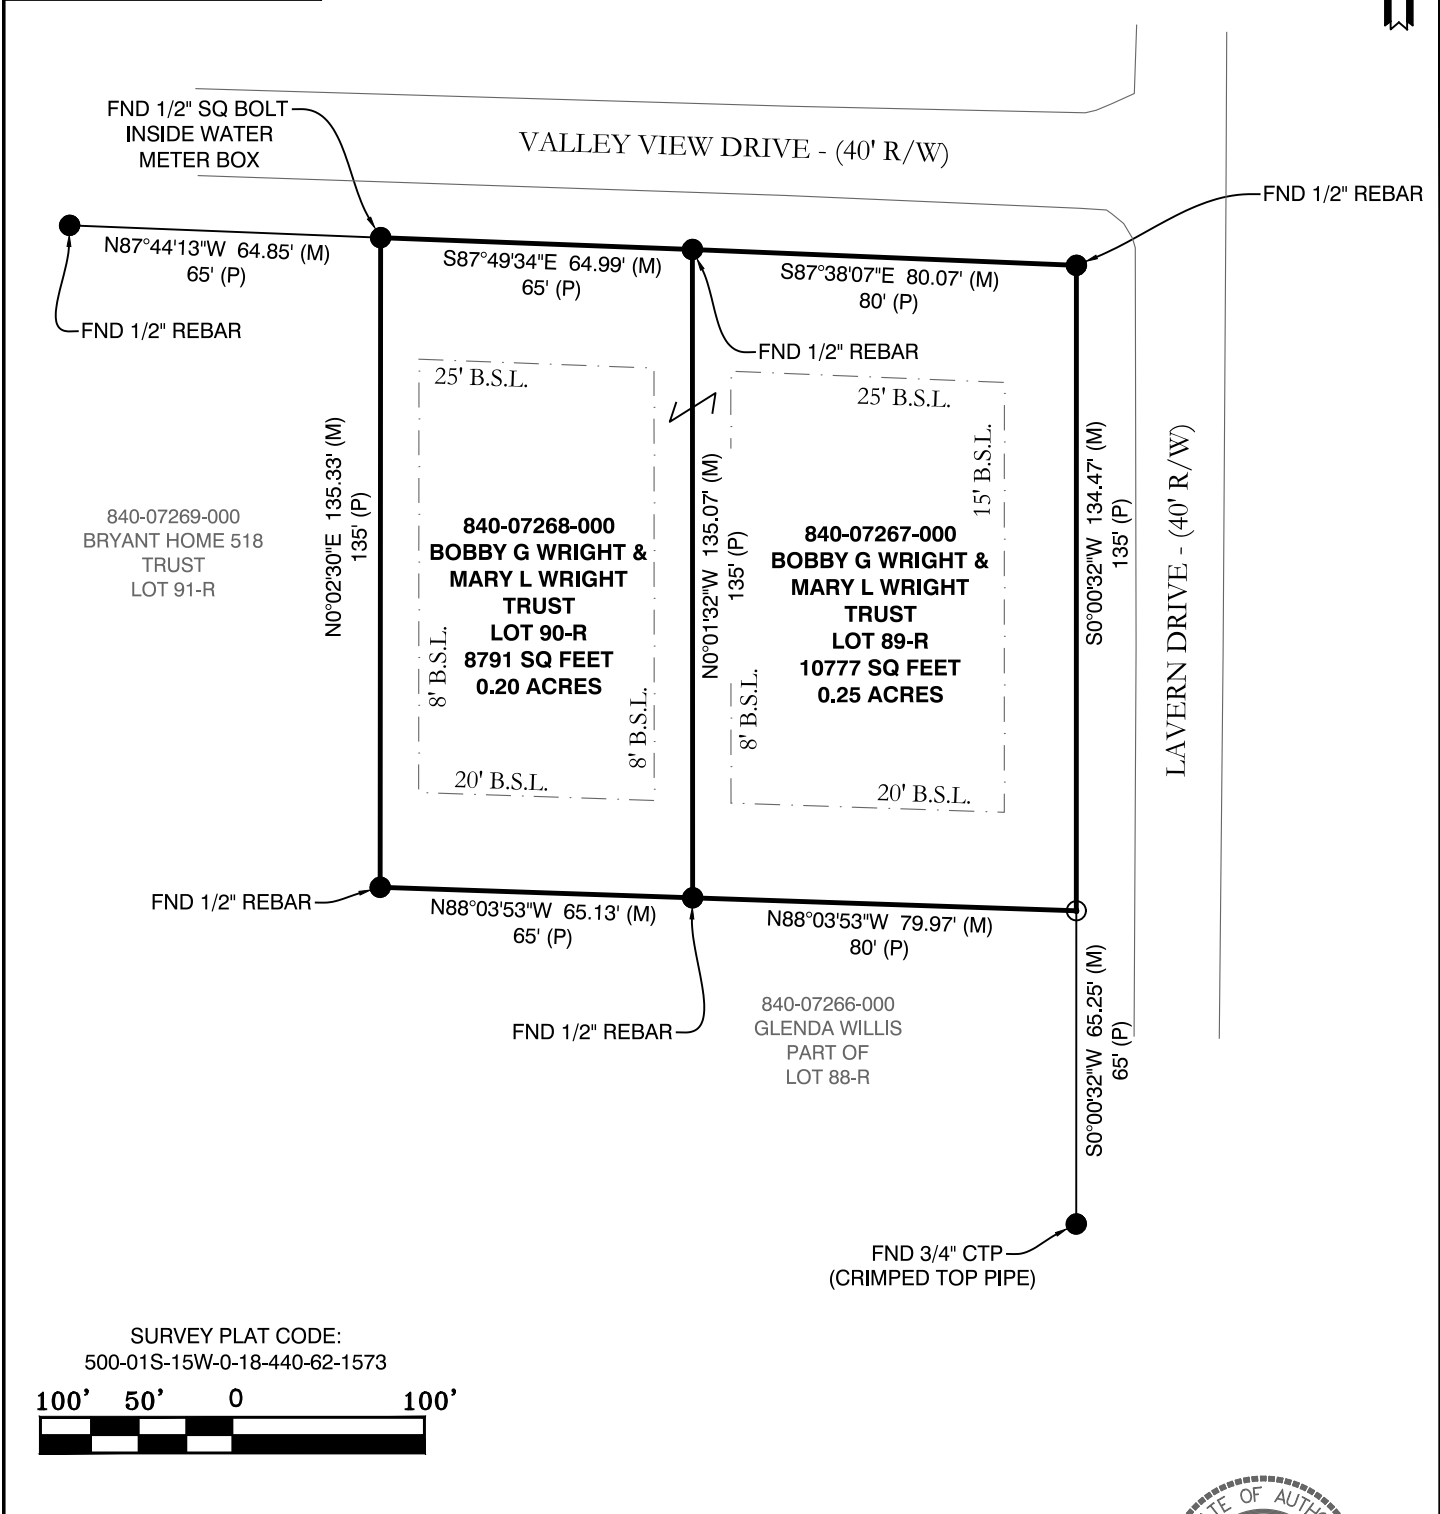 FND 1/2" SQ BOLT
INSIDE WATER
METER BOX
VALLEY VIEW DRIVE - (40' R/W)
FND 1/2" REBAR
N87°44'13"W 64.85' (M)
65' (P)
S87°49'34"E 64.99' (M)
65' (P)
S87°38'07"E 80.07' (M)
80' (P)
FND 1/2" REBAR
FND 1/2" REBAR
25' B.S.L.
25' B.S.L.
15' B.S.L.
N0°02'30"E 135.33' (M)
135' (P)
N0°01'32"W 135.07' (M)
135' (P)
S0°00'32"W 134.47' (M)
135' (P)
LAVERN DRIVE - (40' R/W)
840-07269-000
BRYANT HOME 518
TRUST
LOT 91-R
840-07268-000
BOBBY G WRIGHT &
MARY L WRIGHT
TRUST
LOT 90-R
8791 SQ FEET
0.20 ACRES
840-07267-000
BOBBY G WRIGHT &
MARY L WRIGHT
TRUST
LOT 89-R
10777 SQ FEET
0.25 ACRES
8' B.S.L.
8' B.S.L.
8' B.S.L.
20' B.S.L.
20' B.S.L.
FND 1/2" REBAR
N88°03'53"W 65.13' (M)
65' (P)
N88°03'53"W 79.97' (M)
80' (P)
FND 1/2" REBAR
840-07266-000
GLENDA WILLIS
PART OF
LOT 88-R
S0°00'32"W 65.25' (M)
65' (P)
FND 3/4" CTP
(CRIMPED TOP PIPE)
SURVEY PLAT CODE:
500-01S-15W-0-18-440-62-1573
100' 50' 0 100'
OF